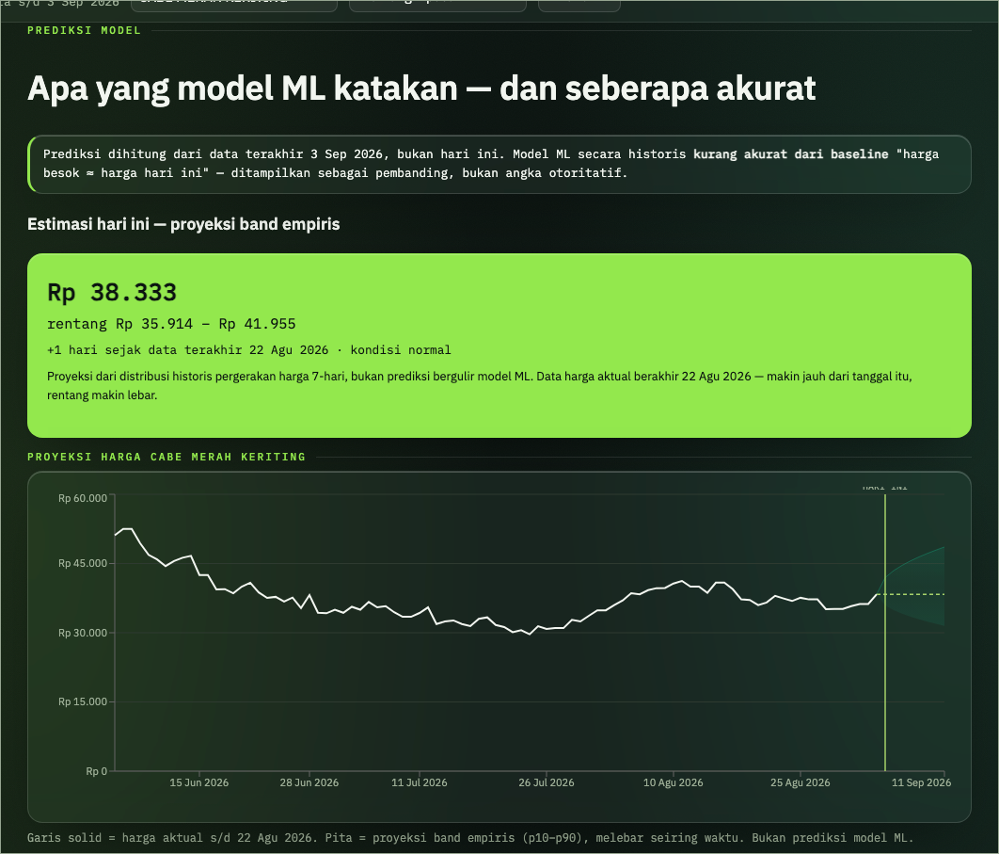 s/d 3 Sep 2026
PREDIKSI MODEL
Apa yang model ML katakan — dan seberapa akurat
Prediksi dihitung dari data terakhir 3 Sep 2026, bukan hari ini. Model ML secara historis kurang akurat dari baseline "harga
besok ≈ harga hari ini" — ditampilkan sebagai pembanding, bukan angka otoritatif.
Estimasi hari ini — proyeksi band empiris
Rp 38.333
rentang Rp 35.914 – Rp 41.955
+1 hari sejak data terakhir 22 Agu 2026 · kondisi normal
Proyeksi dari distribusi historis pergerakan harga 7-hari, bukan prediksi bergulir model ML. Data harga aktual berakhir 22 Agu 2026 — makin jauh dari tanggal itu,
rentang makin lebar.
PROYEKSI HARGA CABE MERAH KERITING
HARI INI
Rp 60.000
Rp 45.000
Rp 30.000
Rp 15.000
Rp 0
15 Jun 2026 28 Jun 2026 11 Jul 2026 26 Jul 2026 10 Agu 2026 25 Agu 2026 11 Sep 2026
Garis solid = harga aktual s/d 22 Agu 2026. Pita = proyeksi band empiris (p10–p90), melebar seiring waktu. Bukan prediksi model ML.